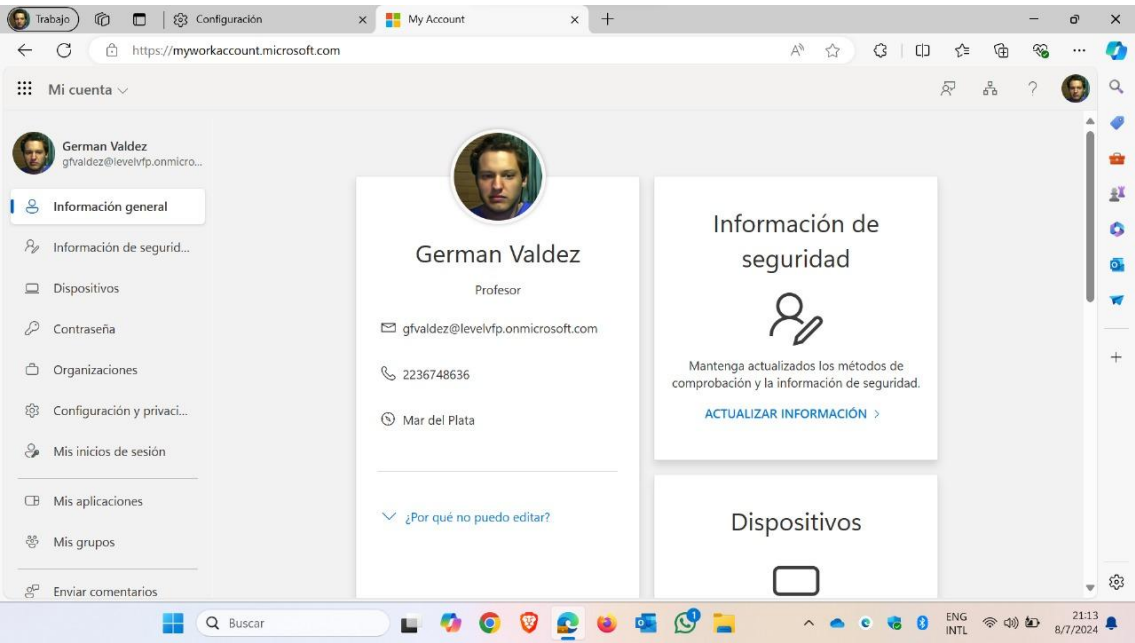 Trabajo
Configuración
My Account
https://myworkaccount.microsoft.com
Mi cuenta
German Valdez
gfvaldez@levelvfp.onmicro...
Información general
Información de segurid...
Dispositivos
Contraseña
Organizaciones
Configuración y privaci...
Mis inicios de sesión
Mis aplicaciones
Mis grupos
Enviar comentarios
German Valdez
Profesor
gfvaldez@levelvfp.onmicrosoft.com
2236748636
Mar del Plata
¿Por qué no puedo editar?
Información de
seguridad
Mantenga actualizados los métodos de
comprobación y la información de seguridad.
ACTUALIZAR INFORMACIÓN >
Dispositivos
Buscar
1
ENG
INTL
21:13
8/7/2024